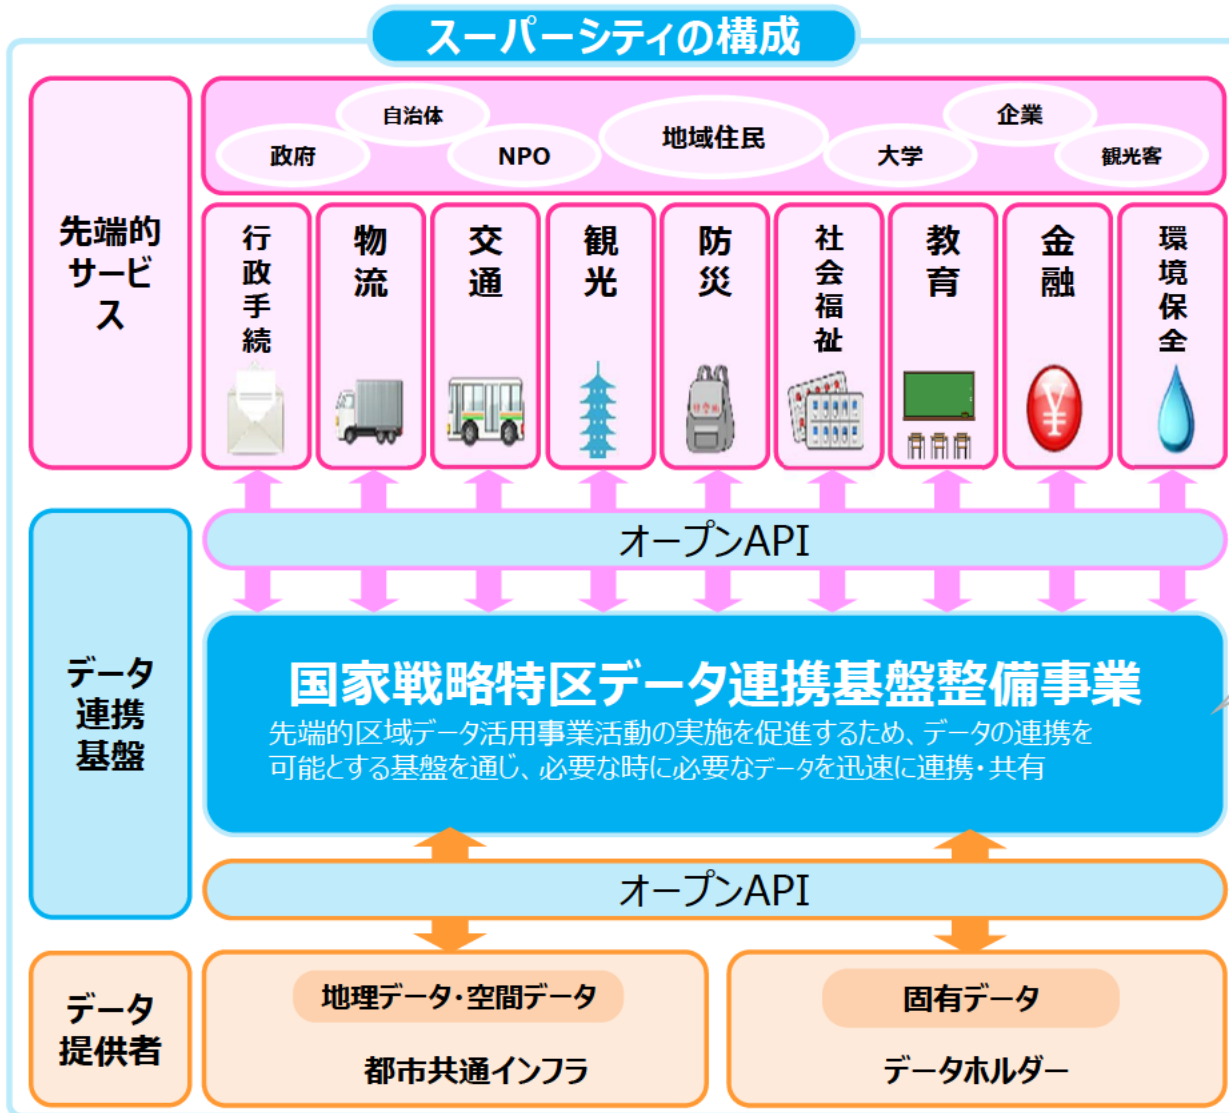 スーパーシティの構成
先端的
サービ
ス
自治体
企業
政府
NPO
地域住民
大学
観光客
行政手続
物流
交通
観光
防災
社会福祉
教育
金融
環境保全
オープンAPI
データ
連携
基盤
国家戦略特区データ連携基盤整備事業
先端的区域データ活用事業活動の実施を促進するため、データの連携を
可能とする基盤を通じ、必要な時に必要なデータを迅速に連携・共有
オープンAPI
データ
提供者
地理データ・空間データ
都市共通インフラ
固有データ
データホルダー